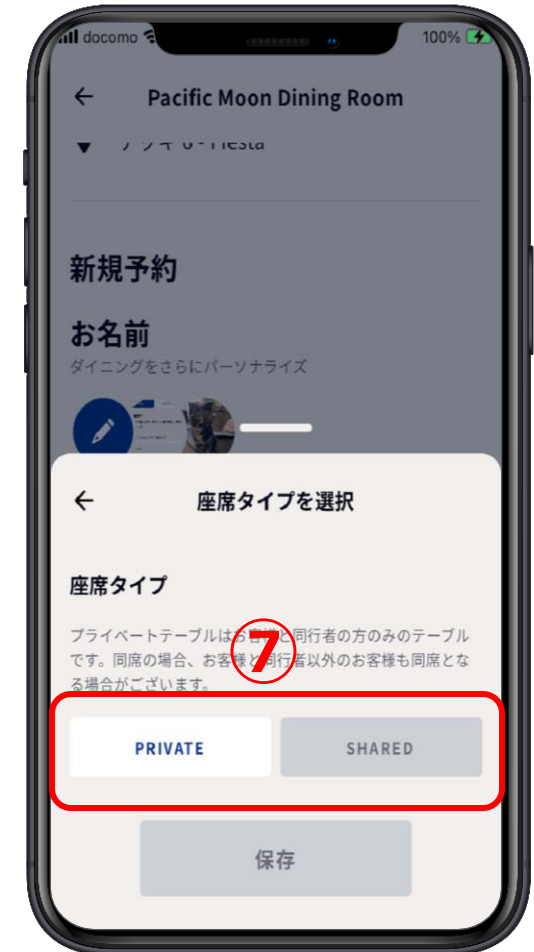 docomo 100%
Pacific Moon Dining Room
デッキ 6 - Fiesta
新規予約
お名前
ダイニングをさらにパーソナライズ
座席タイプを選択
座席タイプ
プライベートテーブルはお客様と同行者の方のみのテーブル
です。同席の場合、お客様と同行者以外のお客様も同席とな
る場合がございます。
⑦
PRIVATE SHARED
保存